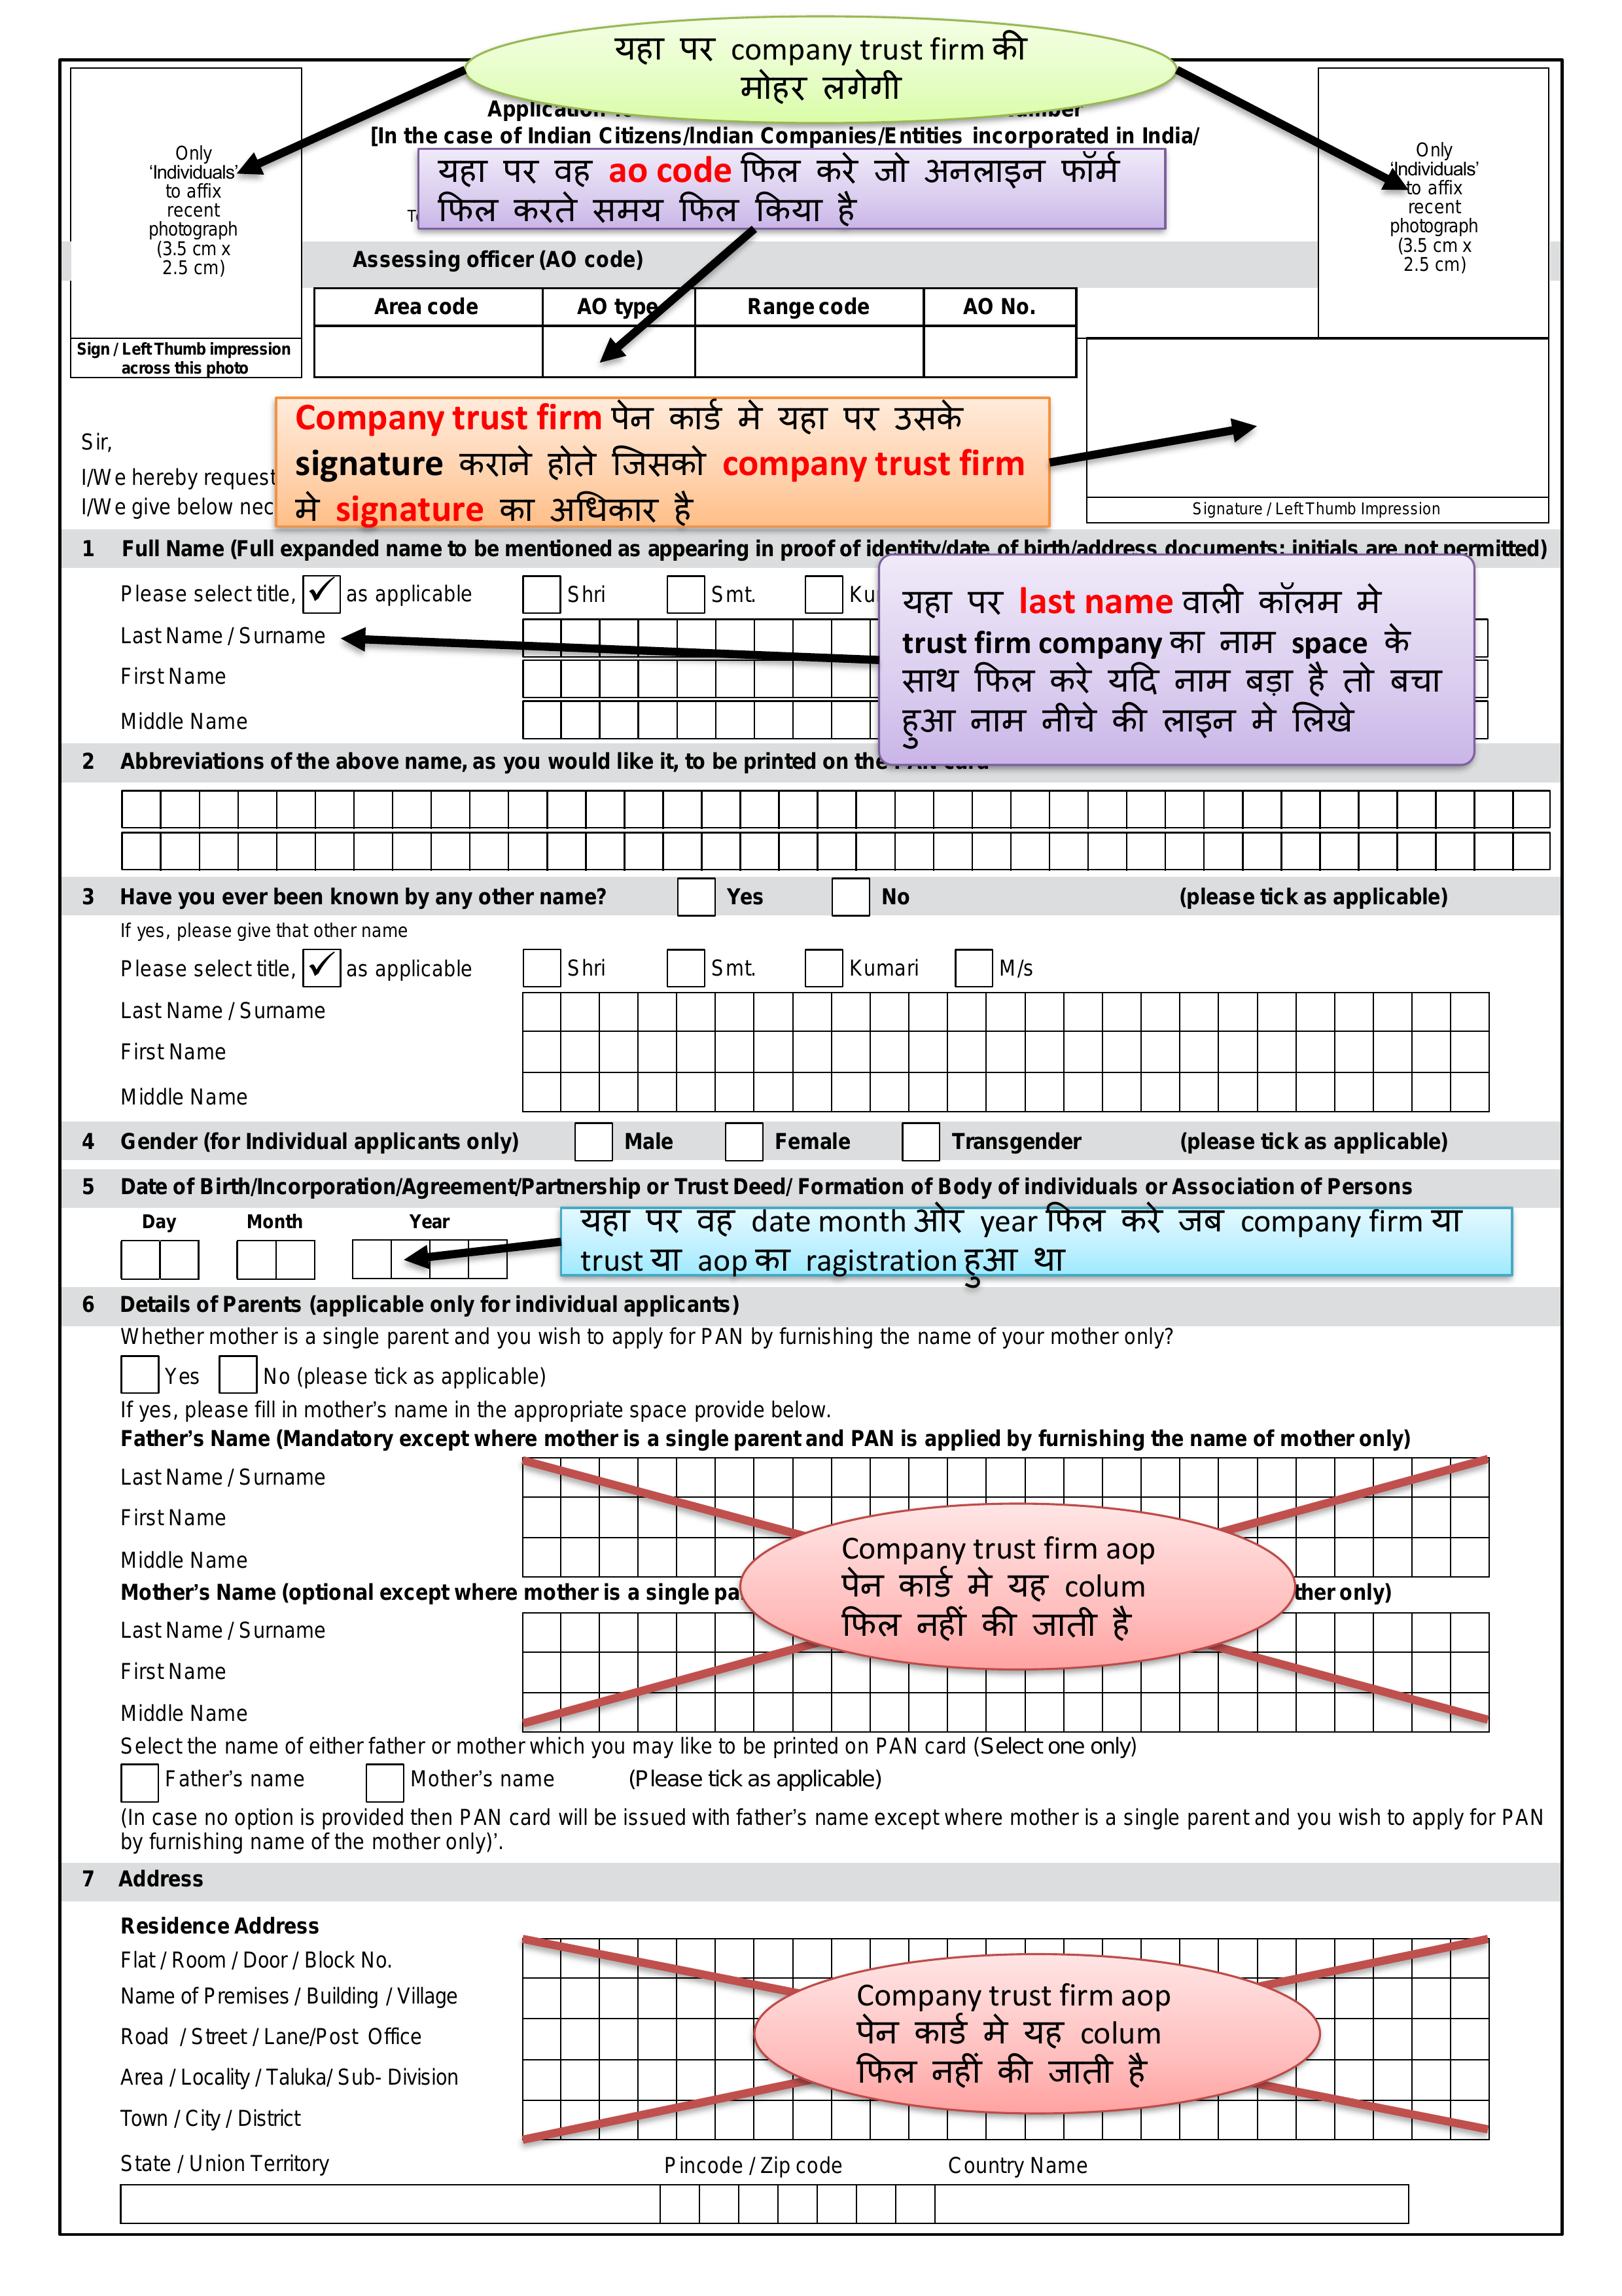 यहा पर company trust firm की
मोहर लगेगी
Application
[In the case of Indian Citizens/Indian Companies/Entities incorporated in India/
यहा पर वह ao code फिल करे जो अनलाइन फॉर्म
फिल करते समय फिल किया है
Only
‘Individuals’
to affix
recent
photograph
(3.5 cm x
2.5 cm)
Only
‘Individuals’
to affix
recent
photograph
(3.5 cm x
2.5 cm)
Assessing officer (AO code)
Area code AO type Range code AO No.
Sign / Left Thumb impression
across this photo
Company trust firm पेन कार्ड मे यहा पर उसके
signature कराने होते जिसको company trust firm
मे signature का अधिकार है
Sir,
I/We hereby request
I/We give below
Signature / Left Thumb Impression
1 Full Name (Full expanded name to be mentioned as appearing in proof of identity/date of birth/address documents: initials are not permitted)
Please select title, ✓ as applicable Shri Smt.
Last Name / Surname
First Name
Middle Name
यहा पर last name वाली कॉलम मे
trust firm company का नाम space के
साथ फिल करे यदि नाम बड़ा है तो बचा
हुआ नाम नीचे की लाइन मे लिखे
2 Abbreviations of the above name, as you would like it, to be printed on the PAN card
3 Have you ever been known by any other name? Yes No (please tick as applicable)
If yes, please give that other name
Please select title, ✓ as applicable Shri Smt. Kumari M/s
Last Name / Surname
First Name
Middle Name
4 Gender (for Individual applicants only) Male Female Transgender (please tick as applicable)
5 Date of Birth/Incorporation/Agreement/Partnership or Trust Deed/ Formation of Body of individuals or Association of Persons
Day Month Year
यहा पर वह date month ओर year फिल करे जब company firm या
trust या aop का ragistration हुआ था
6 Details of Parents (applicable only for individual applicants)
Whether mother is a single parent and you wish to apply for PAN by furnishing the name of your mother only?
Yes No (please tick as applicable)
If yes, please fill in mother’s name in the appropriate space provide below.
Father’s Name (Mandatory except where mother is a single parent and PAN is applied by furnishing the name of mother only)
Last Name / Surname
First Name
Middle Name
Company trust firm aop
पेन कार्ड मे यह colum
फिल नहीं की जाती है
Mother’s Name (optional except where mother is a single only)
Last Name / Surname
First Name
Middle Name
Select the name of either father or mother which you may like to be printed on PAN card (Select one only)
Father’s name Mother’s name (Please tick as applicable)
(In case no option is provided then PAN card will be issued with father’s name except where mother is a single parent and you wish to apply for PAN
by furnishing name of the mother only)’.
7 Address
Residence Address
Flat / Room / Door / Block No.
Name of Premises / Building / Village
Road / Street / Lane/Post Office
Area / Locality / Taluka/ Sub- Division
Town / City / District
Company trust firm aop
पेन कार्ड मे यह colum
फिल नहीं की जाती है
State / Union Territory Pincode / Zip code Country Name